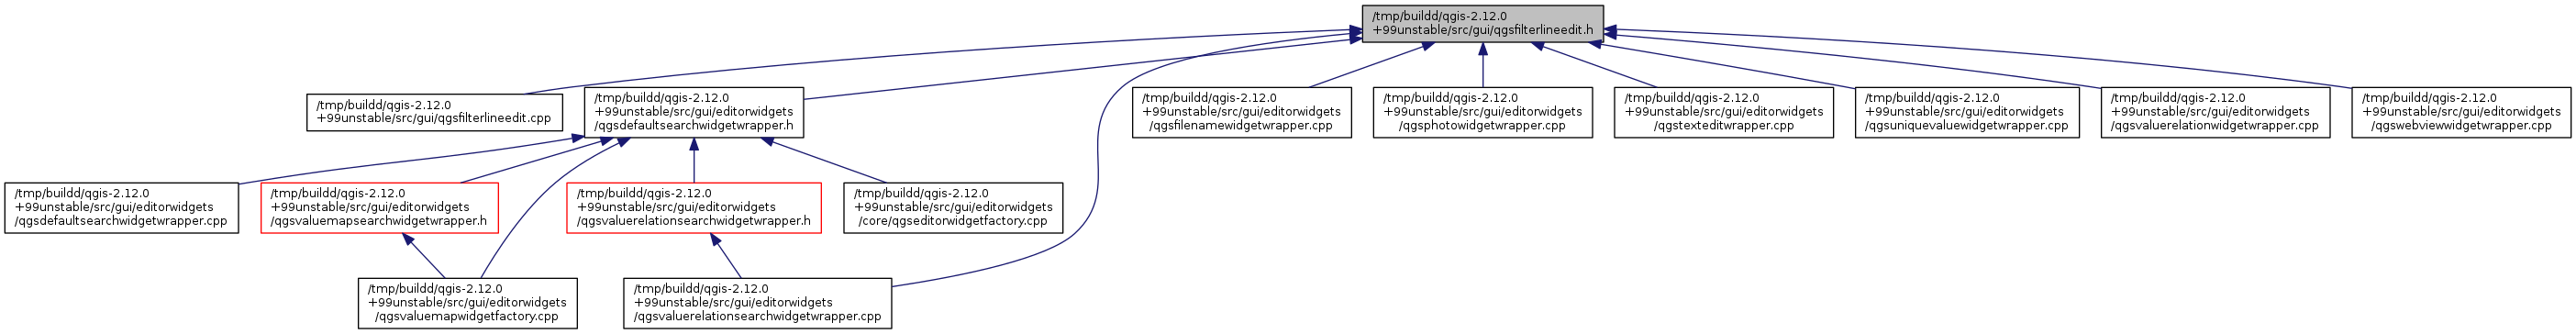 /tmp/buildd/qgis-2.12.0
+99unstable/src/gui/qgsfilterlineedit.h
/tmp/buildd/qgis-2.12.0
+99unstable/src/gui/qgsfilterlineedit.cpp
/tmp/buildd/qgis-2.12.0
+99unstable/src/gui/editorwidgets
/qgsdefaultsearchwidgetwrapper.h
/tmp/buildd/qgis-2.12.0
+99unstable/src/gui/editorwidgets
/qgsfilenamewidgetwrapper.cpp
/tmp/buildd/qgis-2.12.0
+99unstable/src/gui/editorwidgets
/qgsphotowidgetwrapper.cpp
/tmp/buildd/qgis-2.12.0
+99unstable/src/gui/editorwidgets
/qgstexteditwrapper.cpp
/tmp/buildd/qgis-2.12.0
+99unstable/src/gui/editorwidgets
/qgsuniquevaluewidgetwrapper.cpp
/tmp/buildd/qgis-2.12.0
+99unstable/src/gui/editorwidgets
/qgsvaluerelationwidgetwrapper.cpp
/tmp/buildd/qgis-2.12.0
+99unstable/src/gui/editorwidgets
/qgswebviewwidgetwrapper.cpp
/tmp/buildd/qgis-2.12.0
+99unstable/src/gui/editorwidgets
/qgsdefaultsearchwidgetwrapper.cpp
/tmp/buildd/qgis-2.12.0
+99unstable/src/gui/editorwidgets
/qgsvaluemapsearchwidgetwrapper.h
/tmp/buildd/qgis-2.12.0
+99unstable/src/gui/editorwidgets
/qgsvaluerelationsearchwidgetwrapper.h
/tmp/buildd/qgis-2.12.0
+99unstable/src/gui/editorwidgets
/core/qgseditorwidgetfactory.cpp
/tmp/buildd/qgis-2.12.0
+99unstable/src/gui/editorwidgets
/qgsvaluemapwidgetfactory.cpp
/tmp/buildd/qgis-2.12.0
+99unstable/src/gui/editorwidgets
/qgsvaluerelationsearchwidgetwrapper.cpp